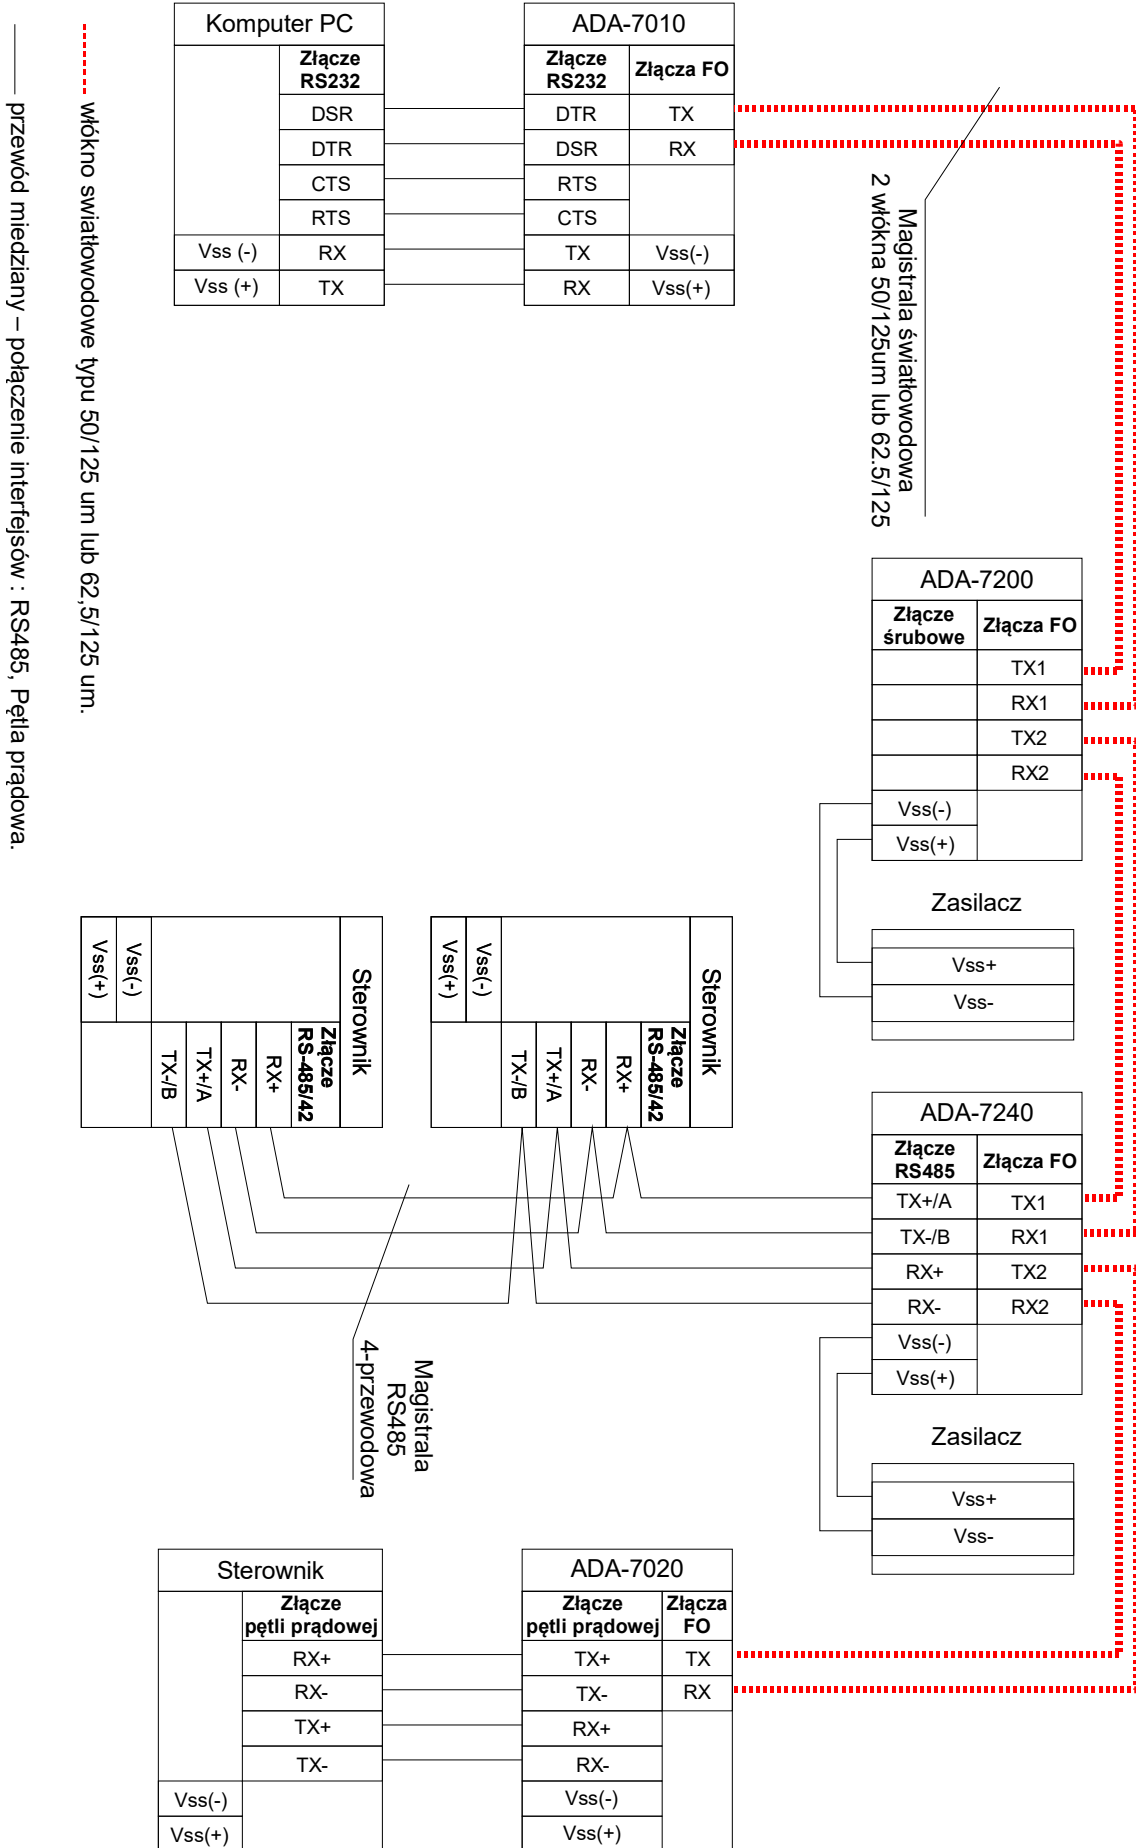 Komputer PC
Złącze
RS232
DSR
DTR
CTS
RTS
Vss (-)
RX
Vss (+)
TX
ADA-7010
Złącze
RS232
Złącza FO
DTR
TX
DSR
RX
RTS
CTS
TX
Vss(-)
RX
Vss(+)
Magistrala światłowodowa
2 włókna 50/125um lub 62.5/125
włókno swiatłowodowe typu 50/125 um lub 62,5/125 um.
przewód miedziany – połączenie interfejsów : RS485, Pętla prądowa.
ADA-7200
Złącze
śrubowe
Złącza FO
TX1
RX1
TX2
RX2
Vss(-)
Vss(+)
Zasilacz
Vss+
Vss-
Sterownik
Złącze
RS-485/42
RX+
RX-
TX+/A
TX-/B
Vss(-)
Vss(+)
Sterownik
Złącze
RS-485/42
RX+
RX-
TX+/A
TX-/B
Vss(-)
Vss(+)
ADA-7240
Złącze
RS485
Złącza FO
TX+/A
TX1
TX-/B
RX1
RX+
TX2
RX-
RX2
Vss(-)
Vss(+)
Magistrala
RS485
4-przewodowa
Zasilacz
Vss+
Vss-
Sterownik
Złącze
pętli prądowej
RX+
RX-
TX+
TX-
Vss(-)
Vss(+)
ADA-7020
Złącze
pętli prądowej
Złącza
FO
TX+
TX
TX-
RX
RX+
RX-
Vss(-)
Vss(+)